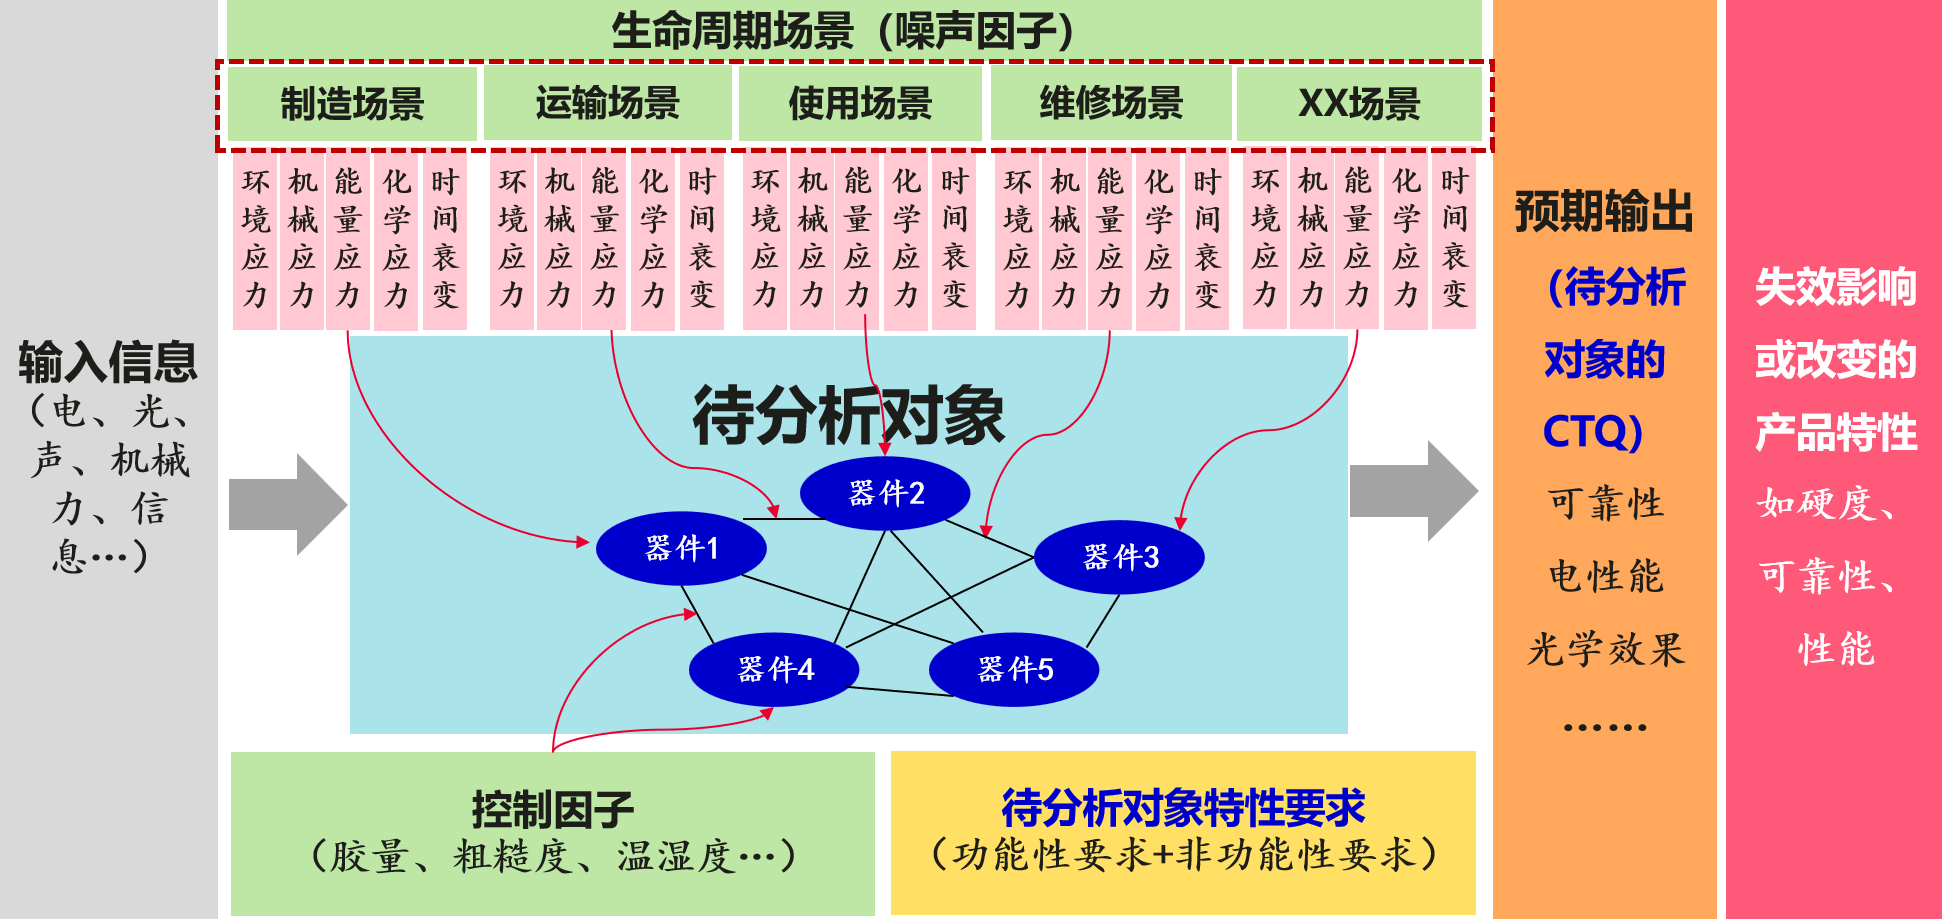 生命周期场景（噪声因子）
制造场景
运输场景
使用场景
维修场景
XX场景
环境应力
机械应力
能量应力
化学应力
时间衰变
环境应力
机械应力
能量应力
化学应力
时间衰变
环境应力
机械应力
能量应力
化学应力
时间衰变
环境应力
机械应力
能量应力
化学应力
时间衰变
环境应力
机械应力
能量应力
化学应力
时间衰变
输入信息
（电、光、
声、机械
力、信
息…）
待分析对象
器件2
器件1
器件3
器件4
器件5
控制因子
（胶量、粗糙度、温湿度…）
待分析对象特性要求
（功能性要求+非功能性要求）
预期输出
（待分析
对象的
CTQ）
可靠性
电性能
光学效果
……
失效影响
或改变的
产品特性
如硬度、
可靠性、
性能